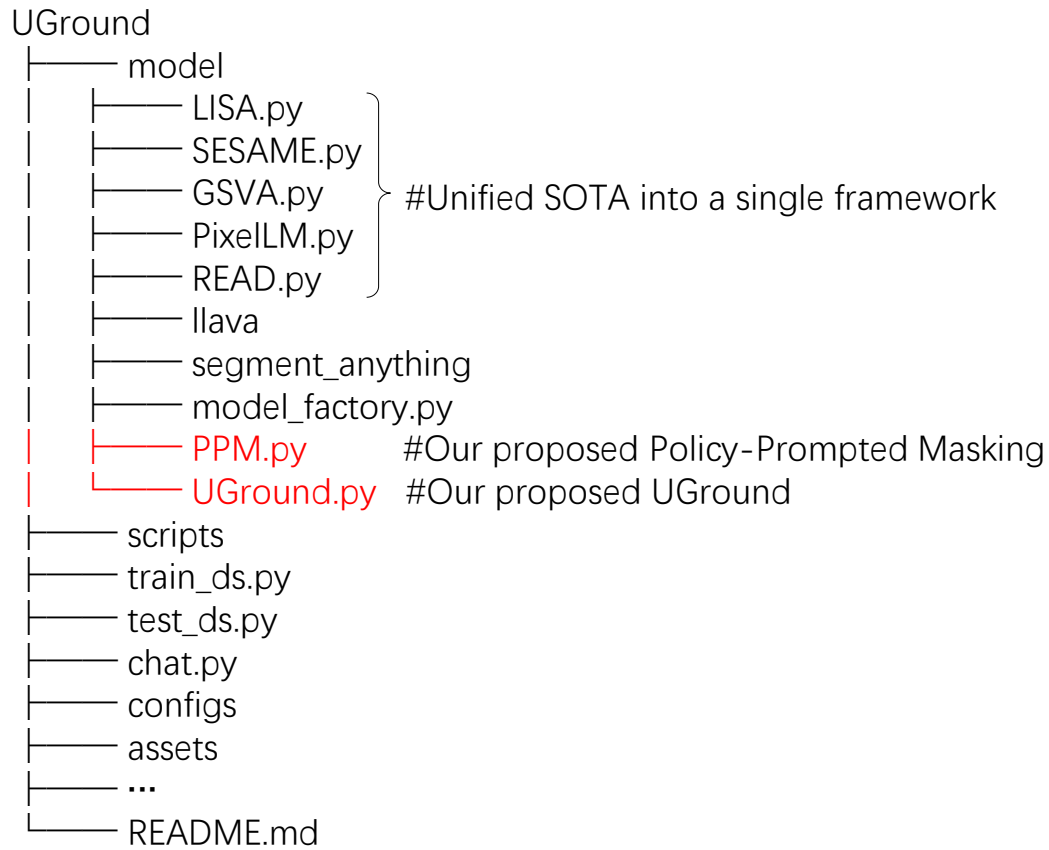 UGround
model
LISA.py
SESAME.py
GSVA.py #Unified SOTA into a single framework
PixelLM.py
READ.py
llava
segment_anything
model_factory.py
PPM.py #Our proposed Policy-Prompted Masking
UGround.py #Our proposed UGround
scripts
train_ds.py
test_ds.py
chat.py
configs
assets
...
README.md